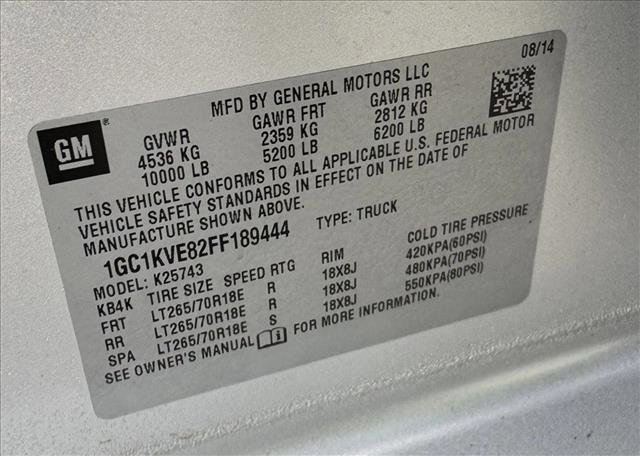 08/14
MFD BY GENERAL MOTORS LLC
GM®
GVWR GAWR FRT GAWR RR
4536 KG 2359 KG 2812 KG
10000 LB 5200 LB 6200 LB
THIS VEHICLE CONFORMS TO ALL APPLICABLE U.S. FEDERAL MOTOR
VEHICLE SAFETY STANDARDS IN EFFECT ON THE DATE OF
MANUFACTURE SHOWN ABOVE.
1GC1KVE82FF189444 TYPE: TRUCK
MODEL: K25743
KB4K TIRE SIZE SPEED RTG RIM COLD TIRE PRESSURE
FRT LT265/70R18E R 18X8J 420KPA(60PSI)
RR LT265/70R18E R 18X8J 480KPA(70PSI)
SPA LT265/70R18E S 18X8J 550KPA(80PSI)
SEE OWNER'S MANUAL FOR MORE INFORMATION.